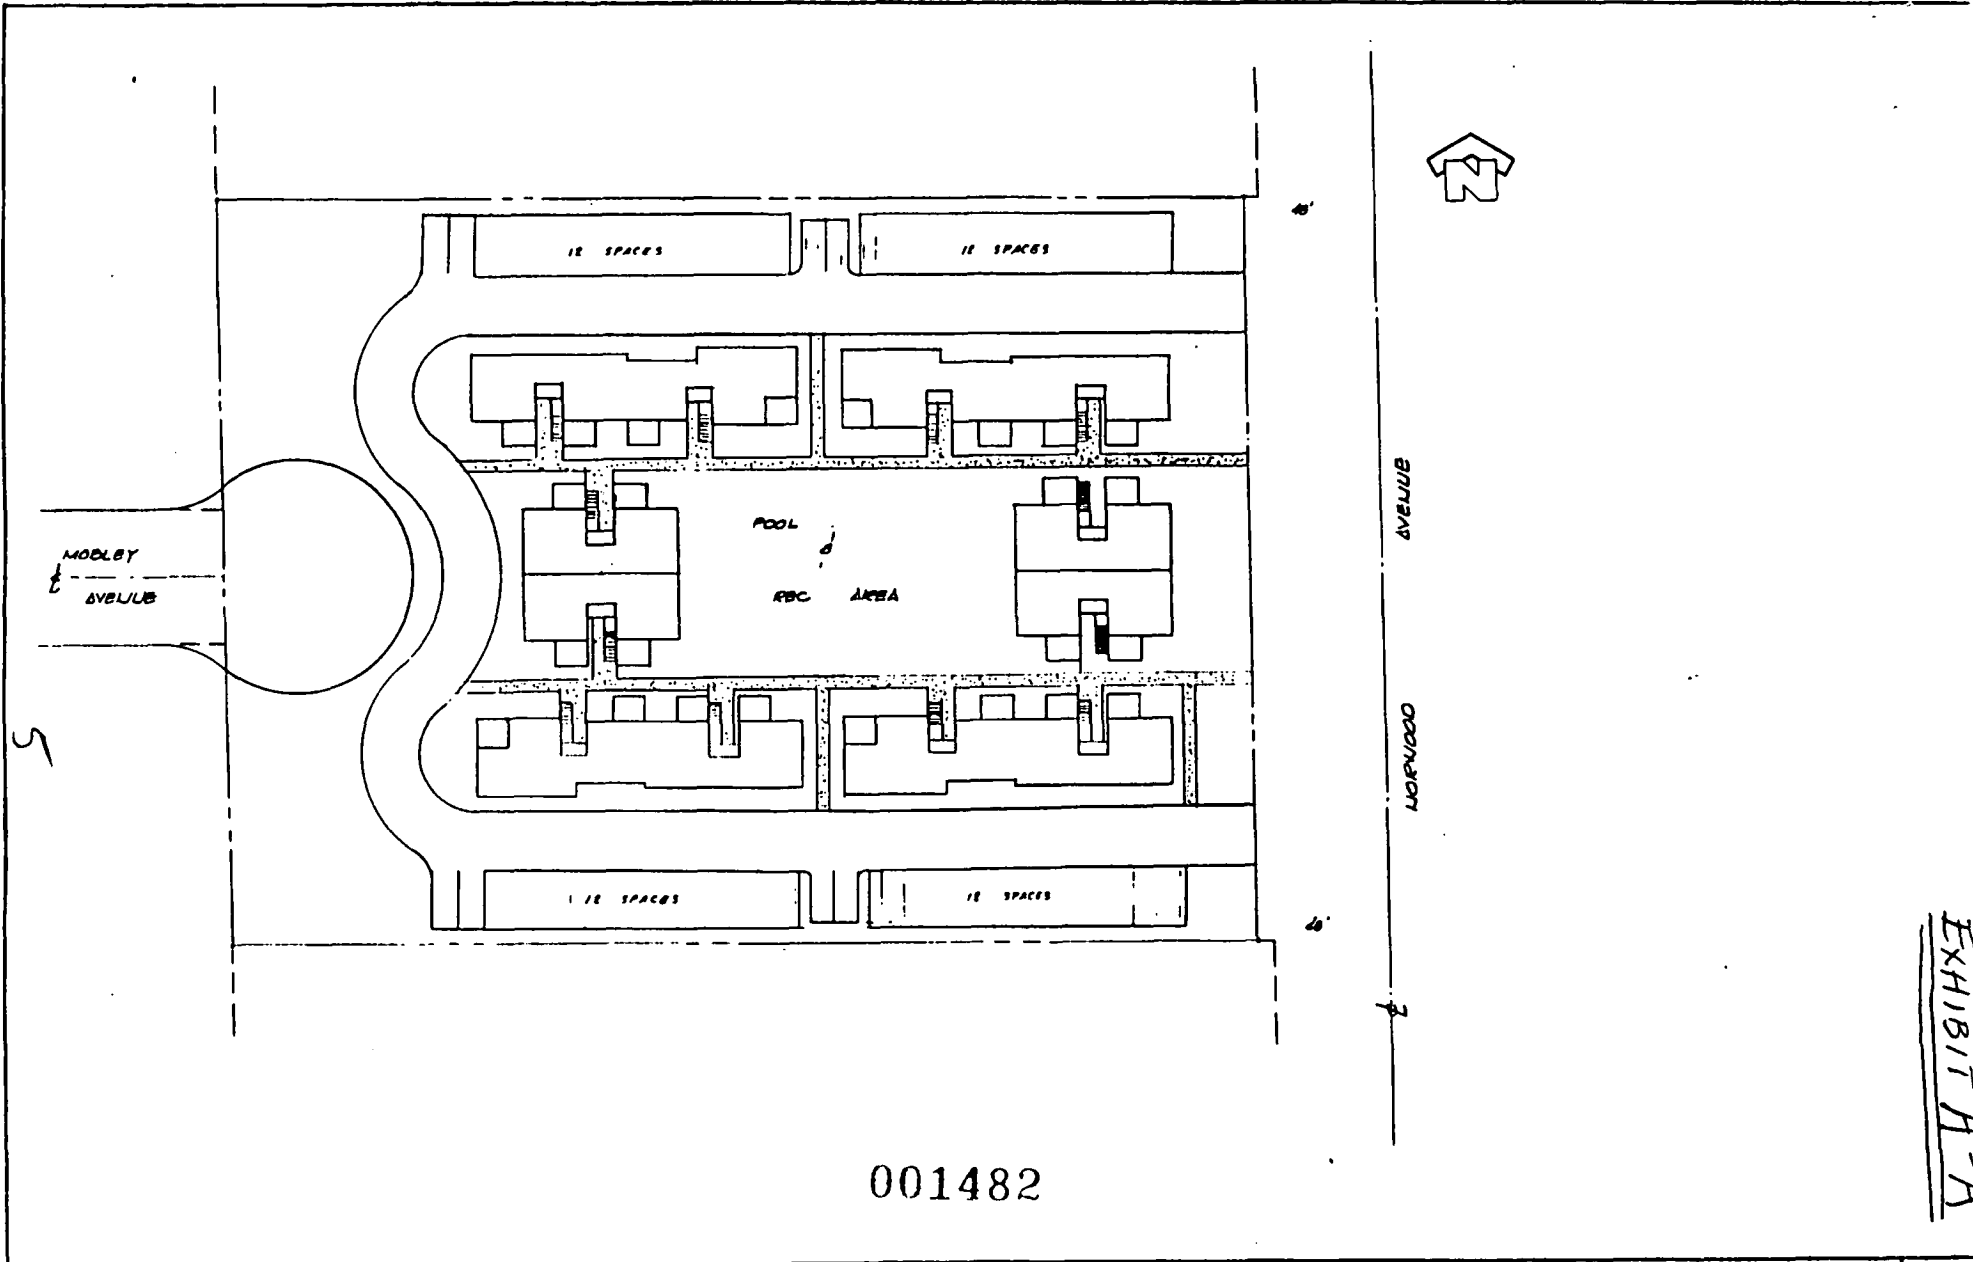 N
40'
12 SPACES
12 SPACES
AVENUE
NORWOOD
POOL
&
REC AREA
MOBLEY
AVENUE
5
12 SPACES
12 SPACES
40'
EXHIBIT
001482